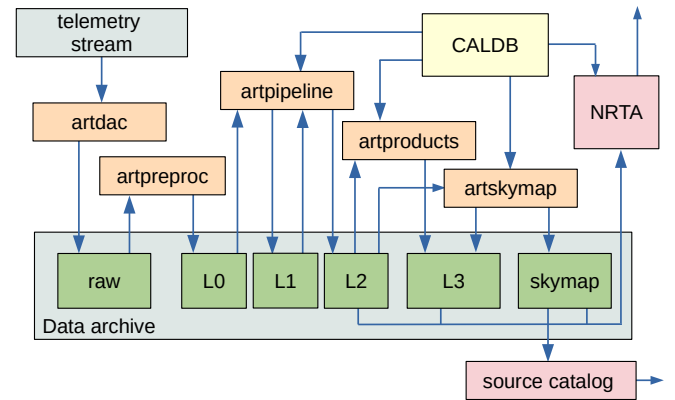 telemetry
stream
CALDB
artpipeline
NRTA
artdac
artproducts
artpreproc
artskymap
raw
L0
L1
L2
L3
skymap
Data archive
source catalog